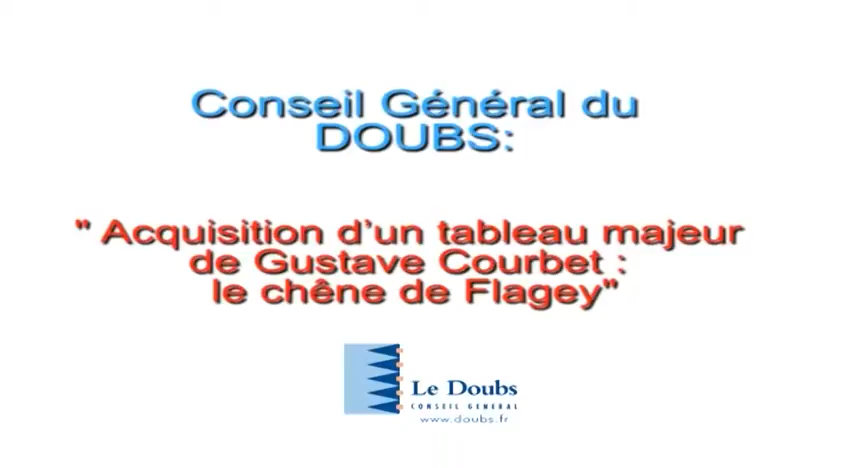 Conseil Général du
DOUBS:
" Acquisition d'un tableau majeur
de Gustave Courbet :
le chêne de Flagey"
Le Doubs
CONSEIL GENERAL
www.doubs.fr